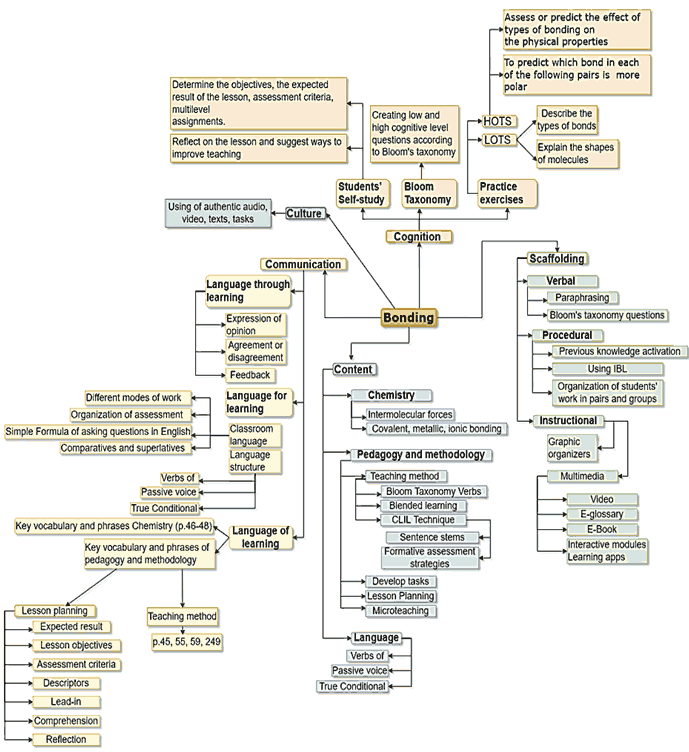 Assess or predict the effect of
types of bonding on
the physical properties
To predict which bond in each
of the following pairs is more
polar
HOTS
LOTS
Describe the
types of bonds
Explain the shapes
of molecules
Determine the objectives, the expected
result of the lesson, assessment criteria,
multilevel
assignments.
Reflect on the lesson and suggest ways to
improve teaching
Creating low and
high cognitive level
questions according
to Bloom's taxonomy
Students'
Self-study
Bloom
Taxonomy
Practice
exercises
Using of authentic audio,
video, texts, tasks
Culture
Cognition
Communication
Language through
learning
Expression of
opinion
Agreement or
disagreement
Feedback
Language for
learning
Different modes of work
Organization of assessment
Simple Formula of asking questions in English
Comparatives and superlatives
Classroom
language
Language
structure
Verbs of
Passive voice
True Conditional
Language of
learning
Key vocabulary and phrases Chemistry (p.46-48)
Key vocabulary and phrases of
pedagogy and methodology
Lesson planning
Expected result
Lesson objectives
Assessment criteria
Descriptors
Lead-in
Comprehension
Reflection
Teaching method
p.45, 55, 59, 249
Bonding
Content
Chemistry
Intermolecular forces
Covalent, metallic, ionic bonding
Pedagogy and methodology
Teaching method
Bloom Taxonomy Verbs
Blended learning
CLIL Technique
Sentence stems
Formative assessment
strategies
Develop tasks
Lesson Planning
Microteaching
Language
Verbs of
Passive voice
True Conditional
Scaffolding
Verbal
Paraphrasing
Bloom's taxonomy questions
Procedural
Previous knowledge activation
Using IBL
Organization of students'
work in pairs and groups
Instructional
Graphic
organizers
Multimedia
Video
E-glossary
E-Book
Interactive modules
Learning apps